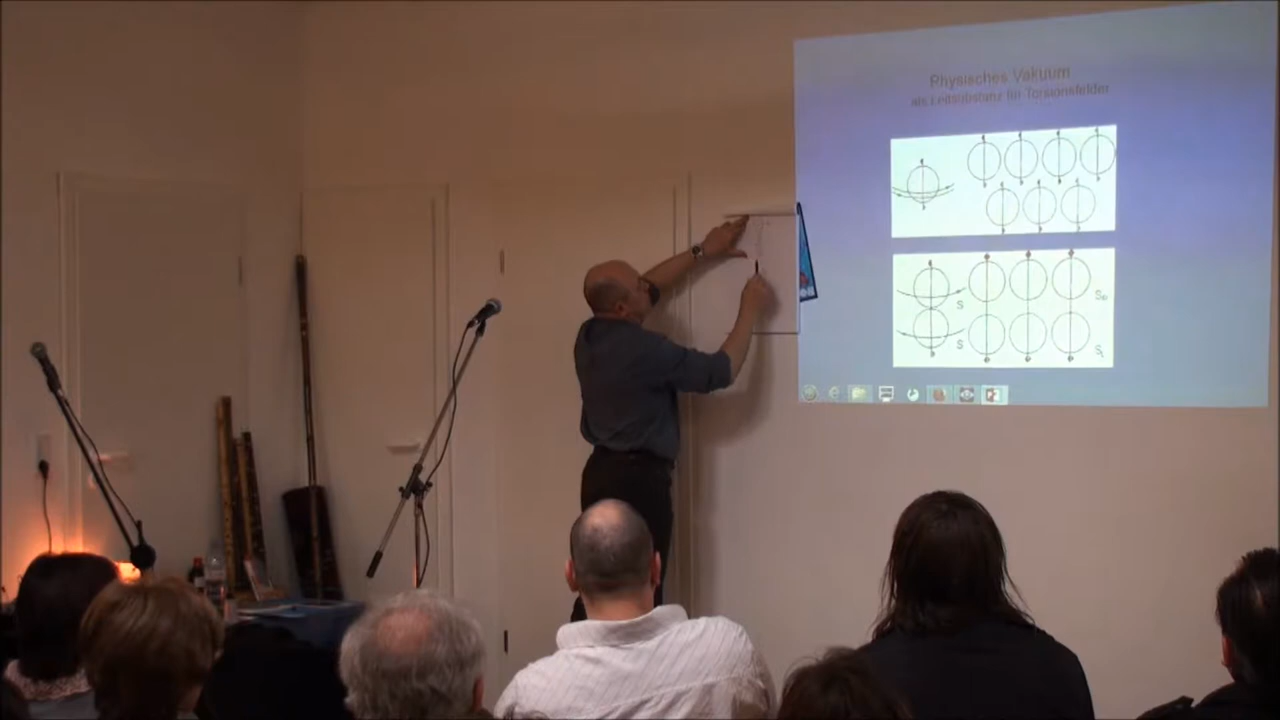 Physisches Vakuum
als Leitsubstanz für Torsionsfelder
S
S